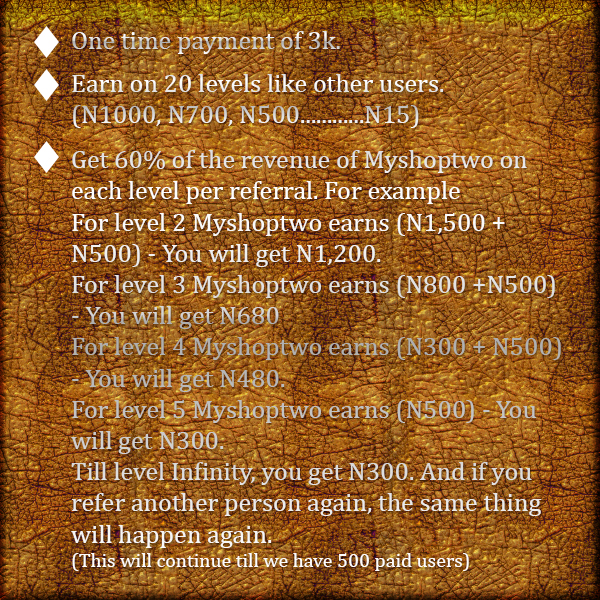 One time payment of 3k.
Earn on 20 levels like other users.
(N1000, N700, N500............N15)
Get 60% of the revenue of Myshoptwo on
each level per referral. For example
For level 2 Myshoptwo earns (N1,500 +
N500) - You will get N1,200.
For level 3 Myshoptwo earns (N800 +N500)
- You will get N680
For level 4 Myshoptwo earns (N300 + N500)
- You will get N480.
For level 5 Myshoptwo earns (N500) - You
will get N300.
Till level Infinity, you get N300. And if you
refer another person again, the same thing
will happen again.
(This will continue till we have 500 paid users)